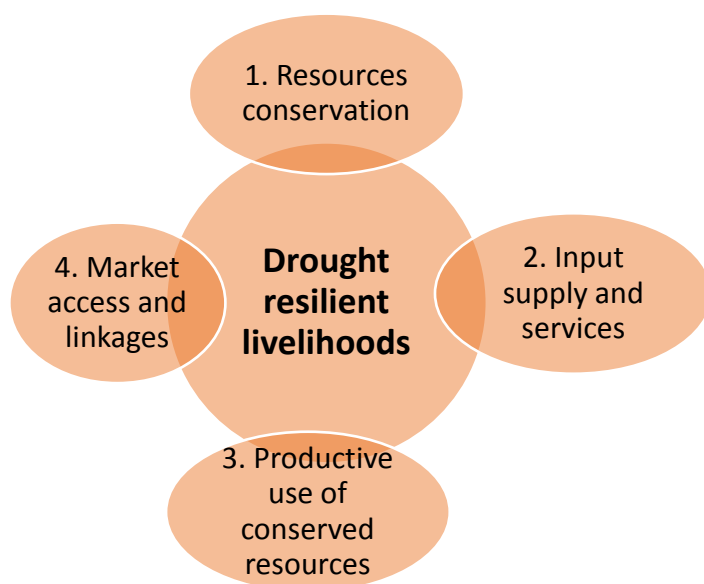 1. Resources
conservation
2. Input
supply and
services
Drought
resilient
livelihoods
4. Market
access and
linkages
3. Productive
use of
conserved
resources